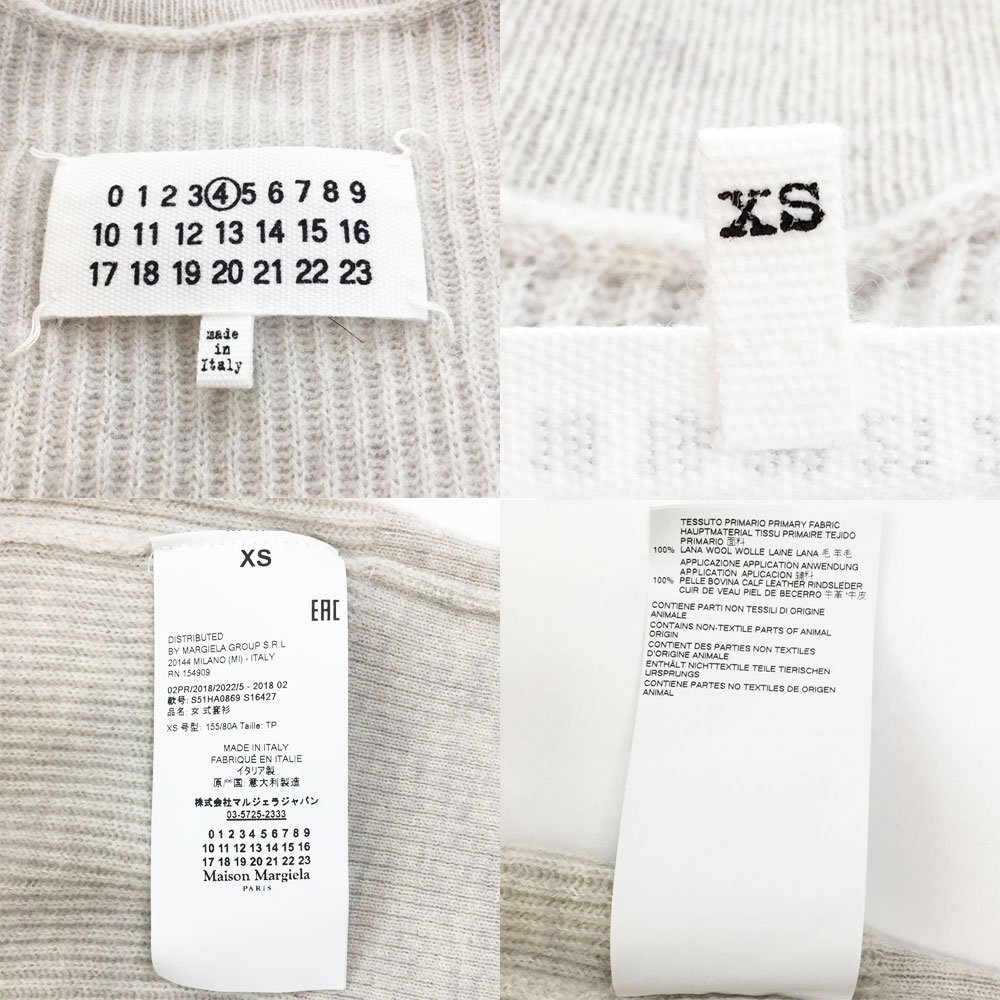 0 1 2 3 4 5 6 7 8 9
10 11 12 13 14 15 16
17 18 19 20 21 22 23
made
in
Italy
XS
XS
EAC
DISTRIBUTED
BY MARGIELA GROUP S.R.L.
20144 MILANO (MI) - ITALY
RN 154909
02PR/2018/2022/5 - 2018 02
款号: S51HA0869 S16427
品名: 女 式套衫
XS 号型: 155/80A Taille: TP
MADE IN ITALY
FABRIQUÉ EN ITALIE
イタリア製
原产国: 意大利製造
株式会社マルジェラジャパン
03-5725-2333
0 1 2 3 4 5 6 7 8 9
10 11 12 13 14 15 16
17 18 19 20 21 22 23
Maison Margiela
PARIS
TESSUTO PRIMARIO PRIMARY FABRIC
HAUPTMATERIAL TISSU PRIMAIRE TEJIDO
PRIMARIO 面料
100% LANA WOOL WOLLE LAINE LANA 毛 羊毛
APPLICAZIONE APPLICATION ANWENDUNG
APPLICATION APLICACION 辅料
100% PELLE BOVINA CALF LEATHER RINDSLEDER
CUIR DE VEAU PIEL DE BECERRO 牛革 '牛皮
CONTIENE PARTI NON TESSILI DI ORIGINE
ANIMALE
CONTAINS NON-TEXTILE PARTS OF ANIMAL
ORIGIN
CONTIENT DES PARTIES NON TEXTILES
D'ORIGINE ANIMALE
ENTHÄLT NICHTTEXTILE TEILE TIERISCHEN
URSPRUNGS
CONTIENE PARTES NO TEXTILES DE ORIGEN
ANIMAL